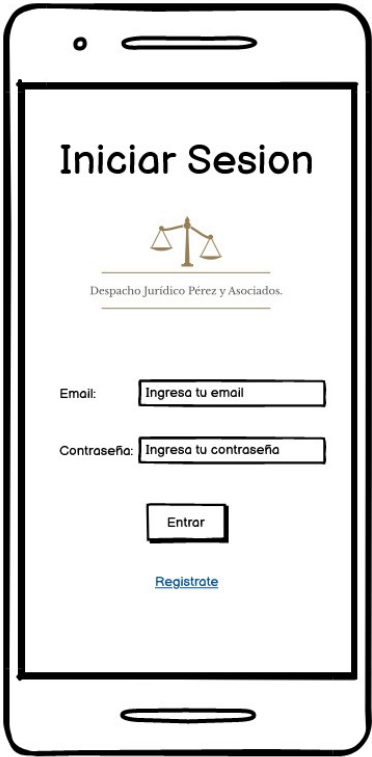 Iniciar Sesion
Despacho Jurídico Pérez y Asociados.
Email: Ingresa tu email
Contraseña: Ingresa tu contraseña
Entrar
Registrate